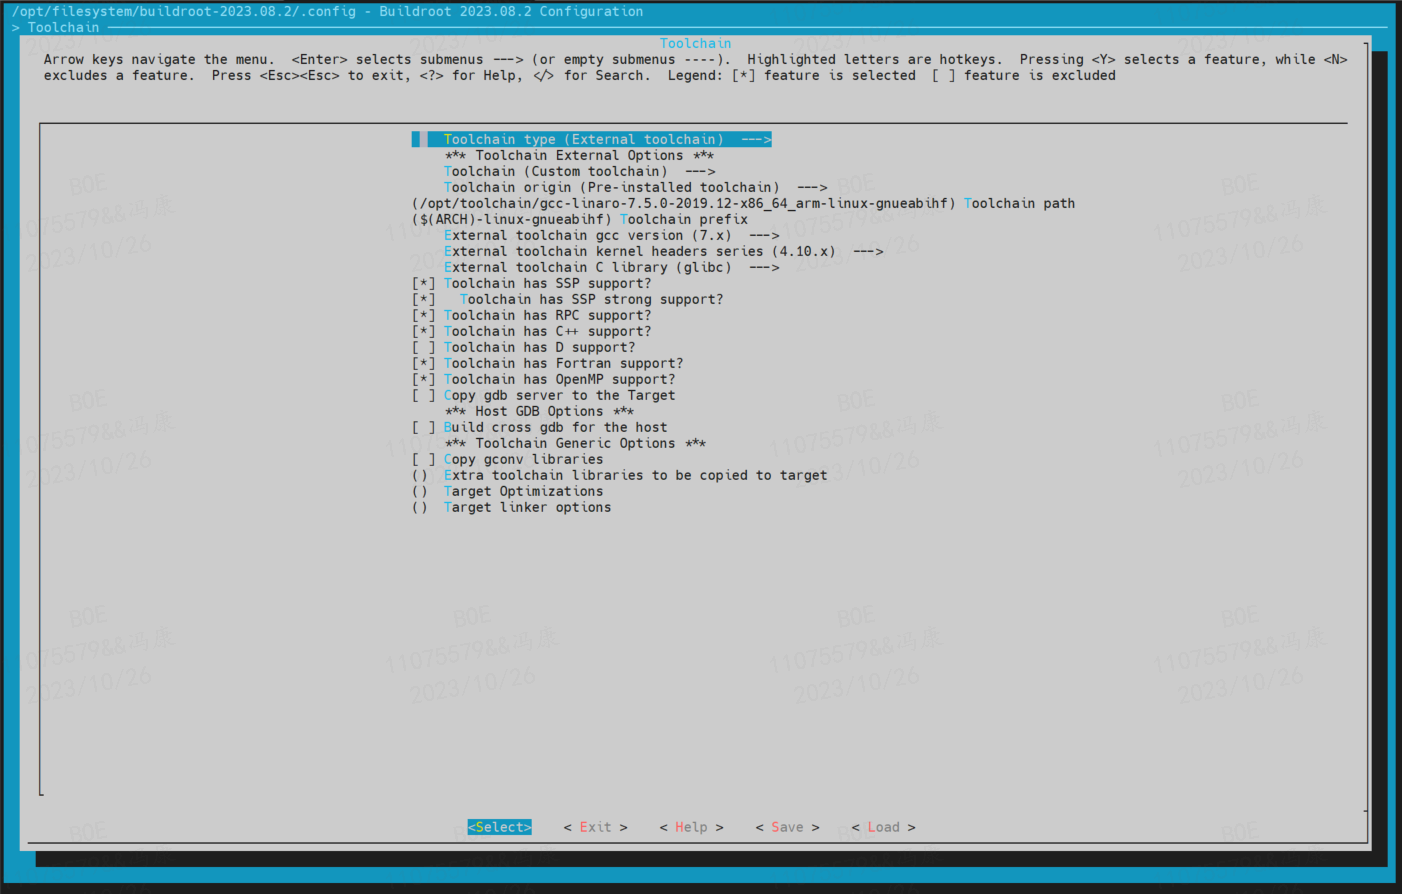 /opt/filesystem/buildroot-2023.08.2/.config - Buildroot 2023.08.2 Configuration
> Toolchain
Toolchain
Arrow keys navigate the menu.  <Enter> selects submenus ---> (or empty submenus ----).  Highlighted letters are hotkeys.  Pressing <Y> selects a feature, while <N>
excludes a feature.  Press <Esc><Esc> to exit, <?> for Help, </> for Search.  Legend: [*] feature is selected  [ ] feature is excluded
Toolchain type (External toolchain)  --->
*** Toolchain External Options ***
Toolchain (Custom toolchain)  --->
Toolchain origin (Pre-installed toolchain)  --->
(/opt/toolchain/gcc-linaro-7.5.0-2019.12-x86_64_arm-linux-gnueabihf) Toolchain path
($(ARCH)-linux-gnueabihf) Toolchain prefix
External toolchain gcc version (7.x)  --->
External toolchain kernel headers series (4.10.x)  --->
External toolchain C library (glibc)  --->
[*] Toolchain has SSP support?
[*]   Toolchain has SSP strong support?
[*] Toolchain has RPC support?
[*] Toolchain has C++ support?
[ ] Toolchain has D support?
[*] Toolchain has Fortran support?
[*] Toolchain has OpenMP support?
[ ] Copy gdb server to the Target
*** Host GDB Options ***
[ ] Build cross gdb for the host
*** Toolchain Generic Options ***
[ ] Copy gconv libraries
() Extra toolchain libraries to be copied to target
() Target Optimizations
() Target linker options
<Select>    < Exit >    < Help >    < Save >    < Load >
BOE
11075579&&冯康
2023/10/26